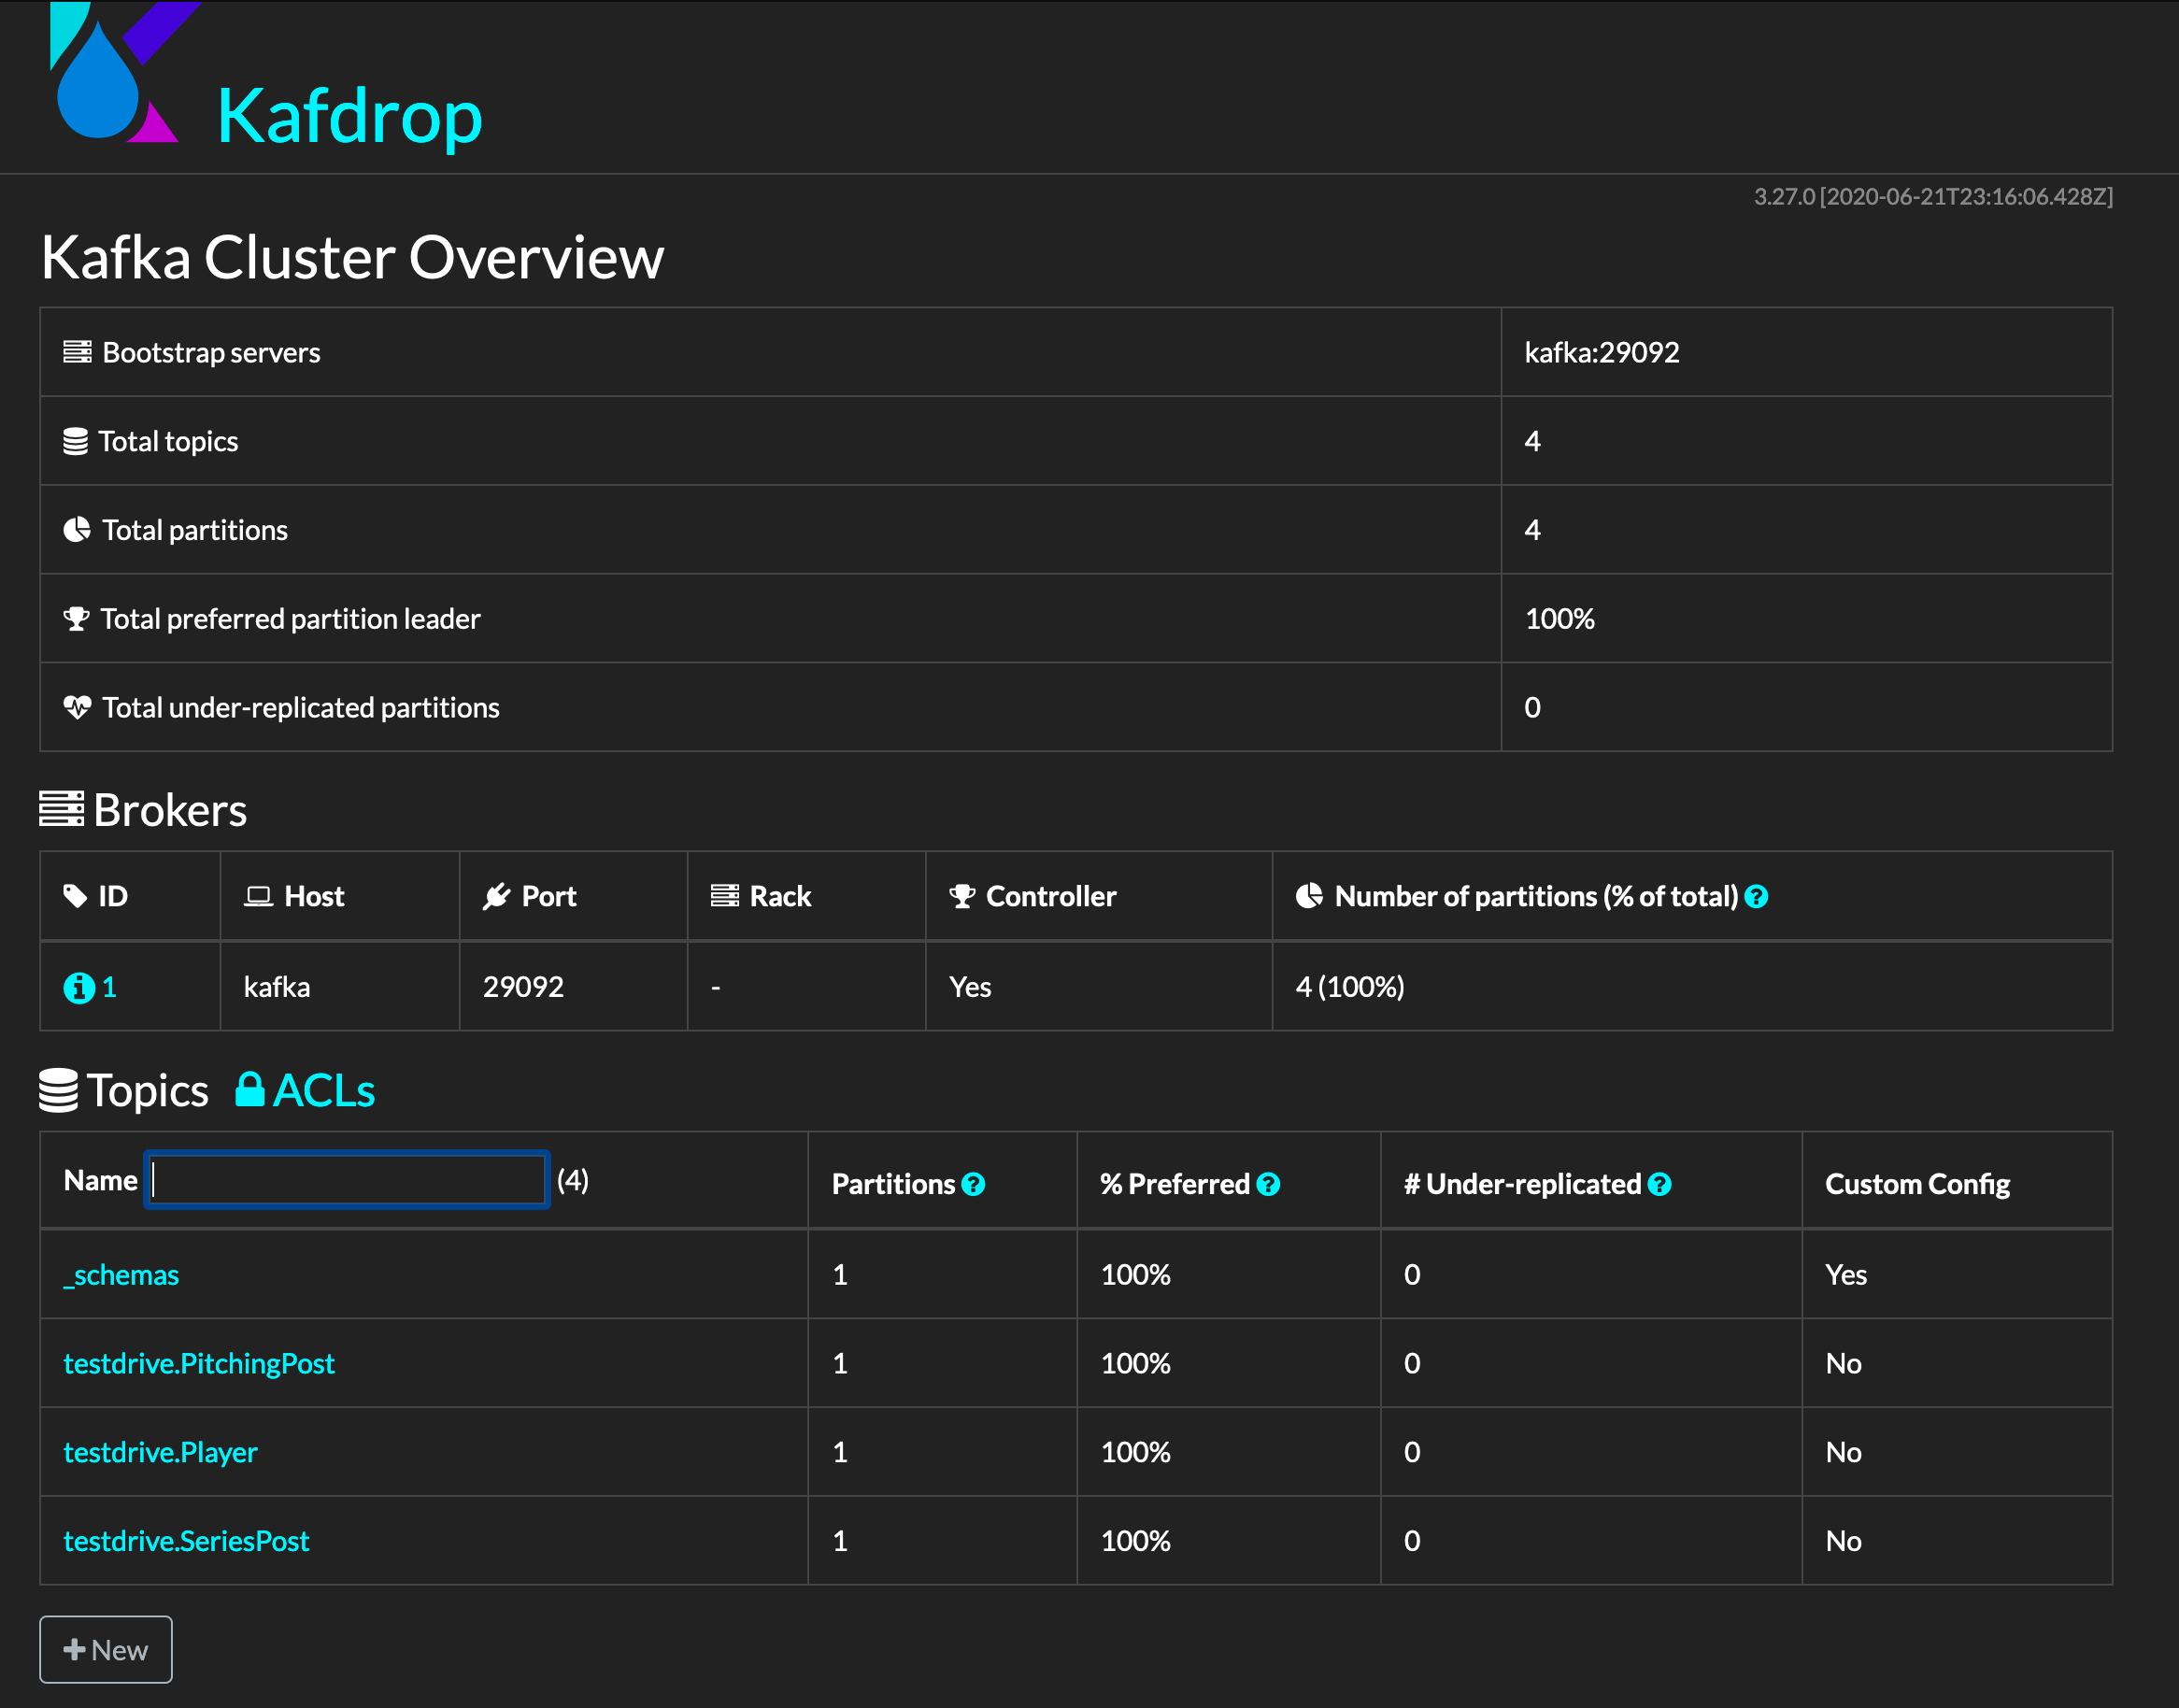 Kafdrop
3.27.0 [2020-06-21T23:16:06.428Z]
Kafka Cluster Overview
Bootstrap servers kafka:29092
Total topics 4
Total partitions 4
Total preferred partition leader 100%
Total under-replicated partitions 0
Brokers
ID Host Port Rack Controller Number of partitions (% of total)
1 kafka 29092 - Yes 4 (100%)
Topics ACLs
Name (4) Partitions % Preferred # Under-replicated Custom Config
_schemas 1 100% 0 Yes
testdrive.PitchingPost 1 100% 0 No
testdrive.Player 1 100% 0 No
testdrive.SeriesPost 1 100% 0 No
New